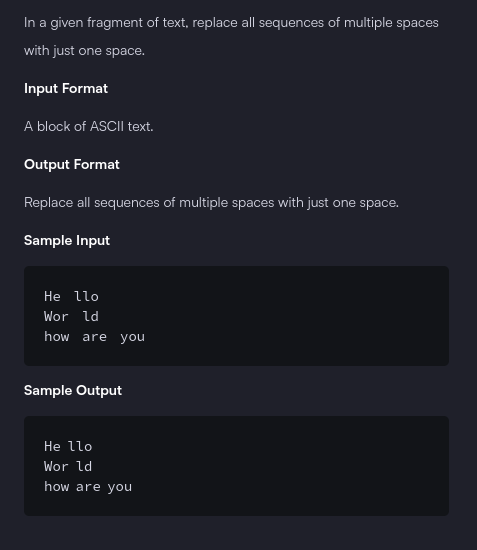 In a given fragment of text, replace all sequences of multiple spaces
with just one space.
Input Format
A block of ASCII text.
Output Format
Replace all sequences of multiple spaces with just one space.
Sample Input
He  llo
Wor  ld
how  are  you
Sample Output
He llo
Wor ld
how are you